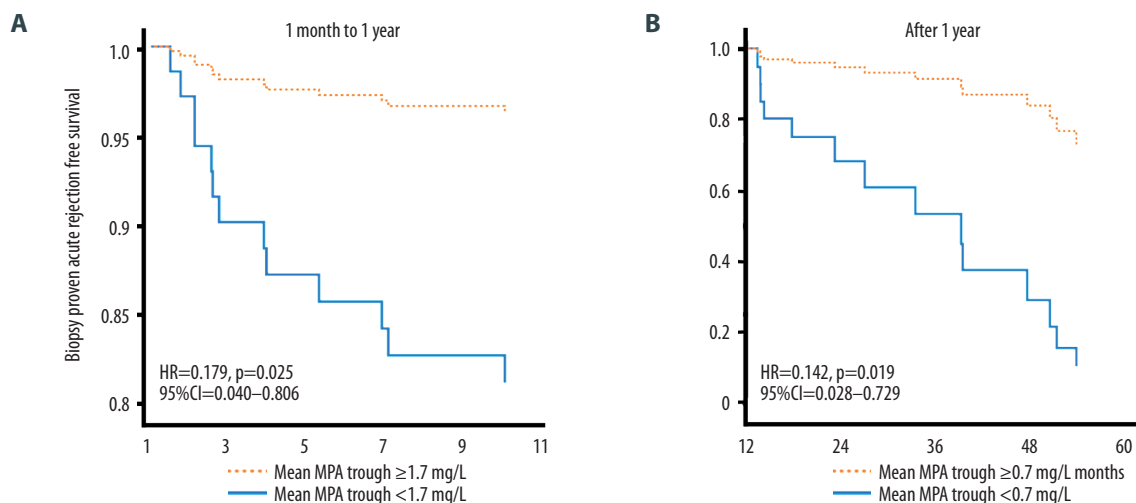 A
1 month to 1 year
Biopsy proven acute rejection free survival
1.0
0.95
0.9
0.85
0.8
HR=0.179, p=0.025
95%CI=0.040–0.806
1 3 5 7 9 11
Mean MPA trough ≥1.7 mg/L
Mean MPA trough <1.7 mg/L
B
After 1 year
1.0
0.8
0.6
0.4
0.2
0
HR=0.142, p=0.019
95%CI=0.028–0.729
12 24 36 48 60
Mean MPA trough ≥0.7 mg/L months
Mean MPA trough <0.7 mg/L